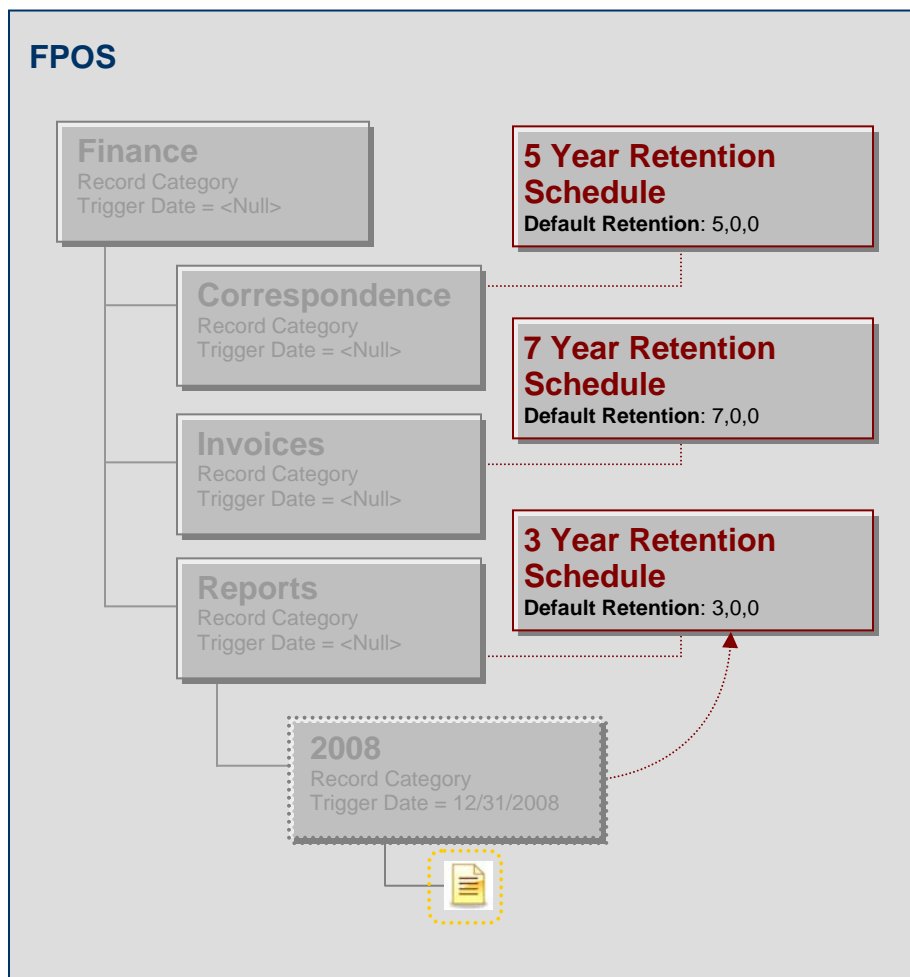 FPOS
Finance
Record Category
Trigger Date = <Null>
5 Year Retention
Schedule
Default Retention: 5,0,0
Correspondence
Record Category
Trigger Date = <Null>
7 Year Retention
Schedule
Default Retention: 7,0,0
Invoices
Record Category
Trigger Date = <Null>
3 Year Retention
Schedule
Default Retention: 3,0,0
Reports
Record Category
Trigger Date = <Null>
2008
Record Category
Trigger Date = 12/31/2008